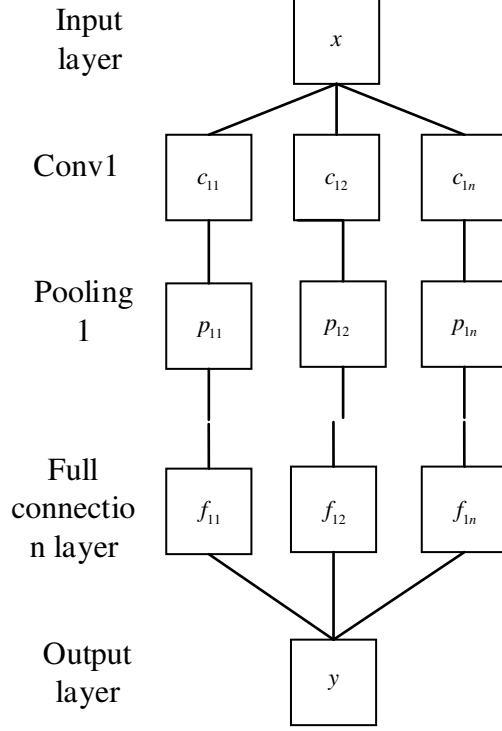 Input
layer
x
Conv1
c₁₁ c₁₂ c₁ₙ
Pooling
1
p₁₁ p₁₂ p₁ₙ
Full
connectio
n layer
f₁₁ f₁₂ f₁ₙ
Output
layer
y